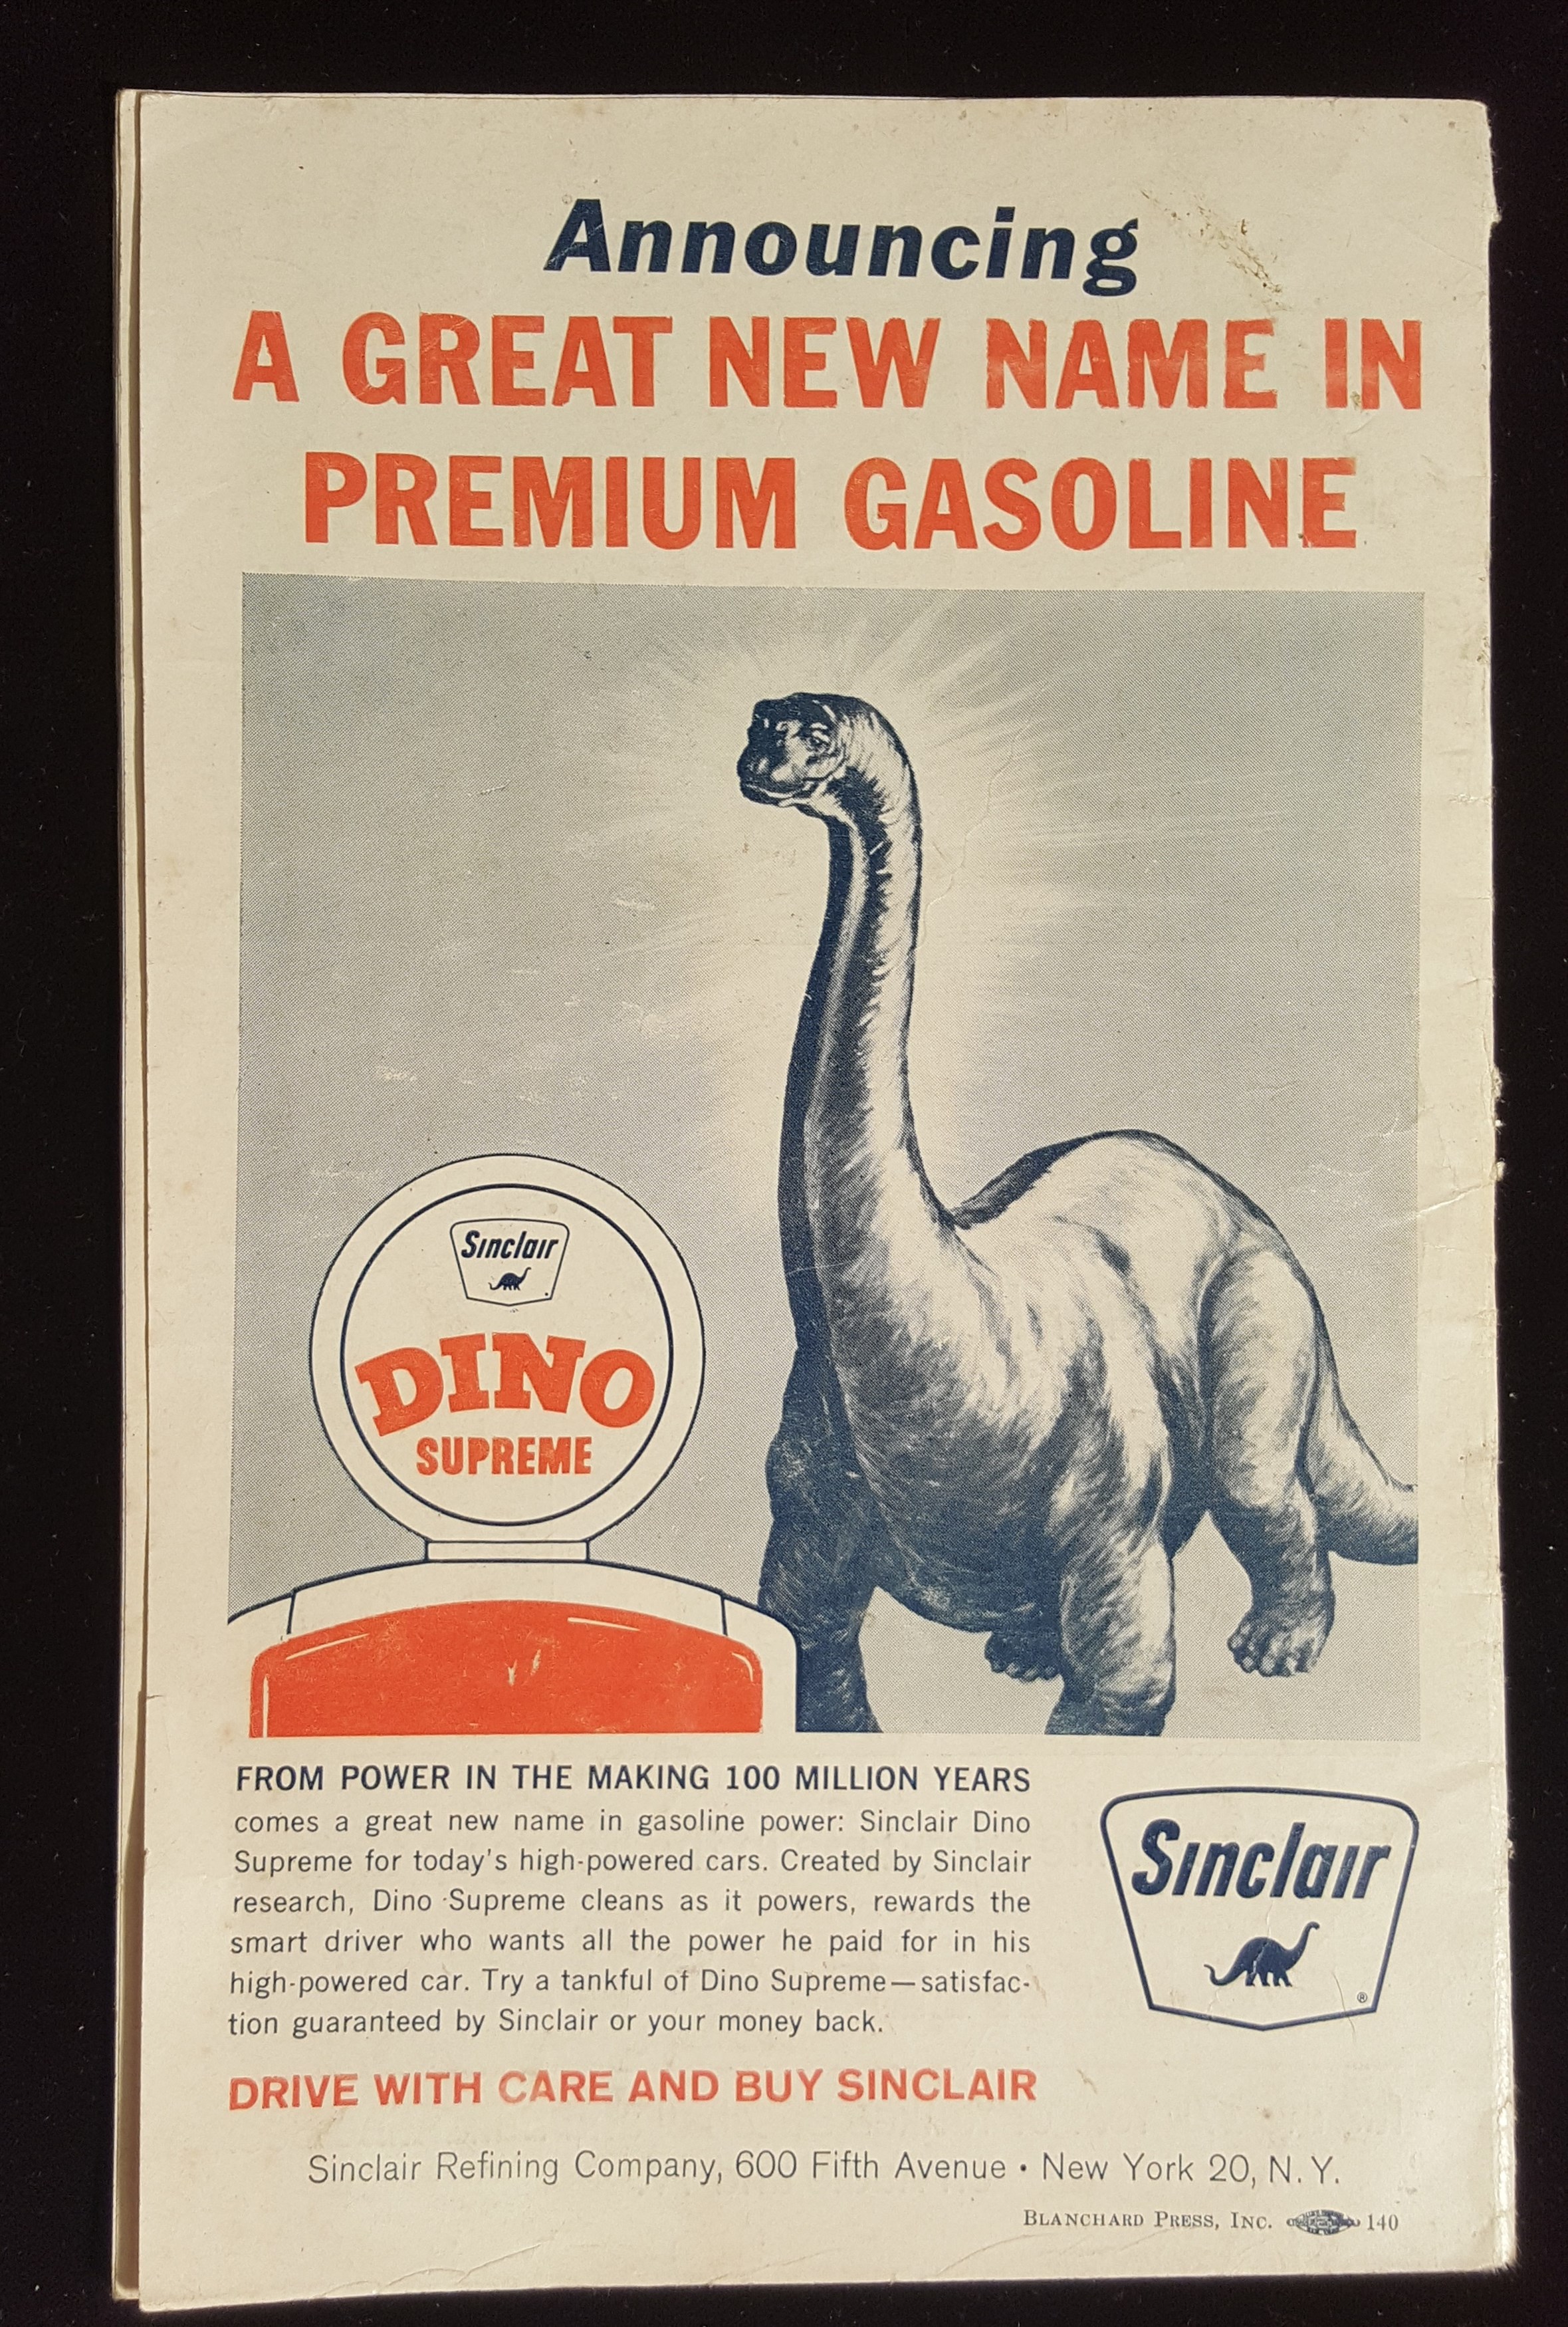 Announcing
A GREAT NEW NAME IN
PREMIUM GASOLINE
Sinclair
DINO
SUPREME
FROM POWER IN THE MAKING 100 MILLION YEARS
comes a great new name in gasoline power: Sinclair Dino
Supreme for today's high-powered cars. Created by Sinclair
research, Dino Supreme cleans as it powers, rewards the
smart driver who wants all the power he paid for in his
high-powered car. Try a tankful of Dino Supreme—satisfac-
tion guaranteed by Sinclair or your money back.
Sinclair
®
DRIVE WITH CARE AND BUY SINCLAIR
Sinclair Refining Company, 600 Fifth Avenue • New York 20, N. Y.
BLANCHARD PRESS, INC. 140